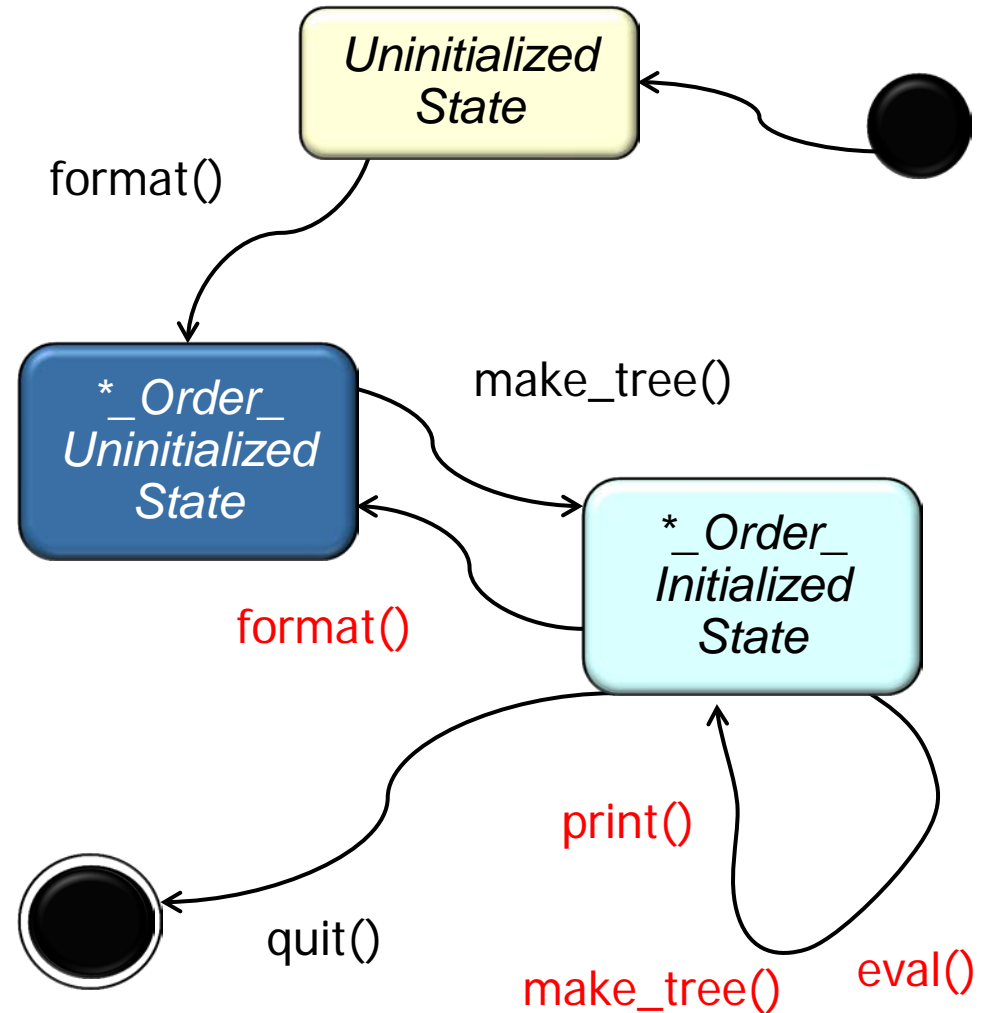 Uninitialized
State
format()
*_Order_
Uninitialized
State
make_tree()
*_Order_
Initialized
State
format()
print()
quit()
make_tree()
eval()